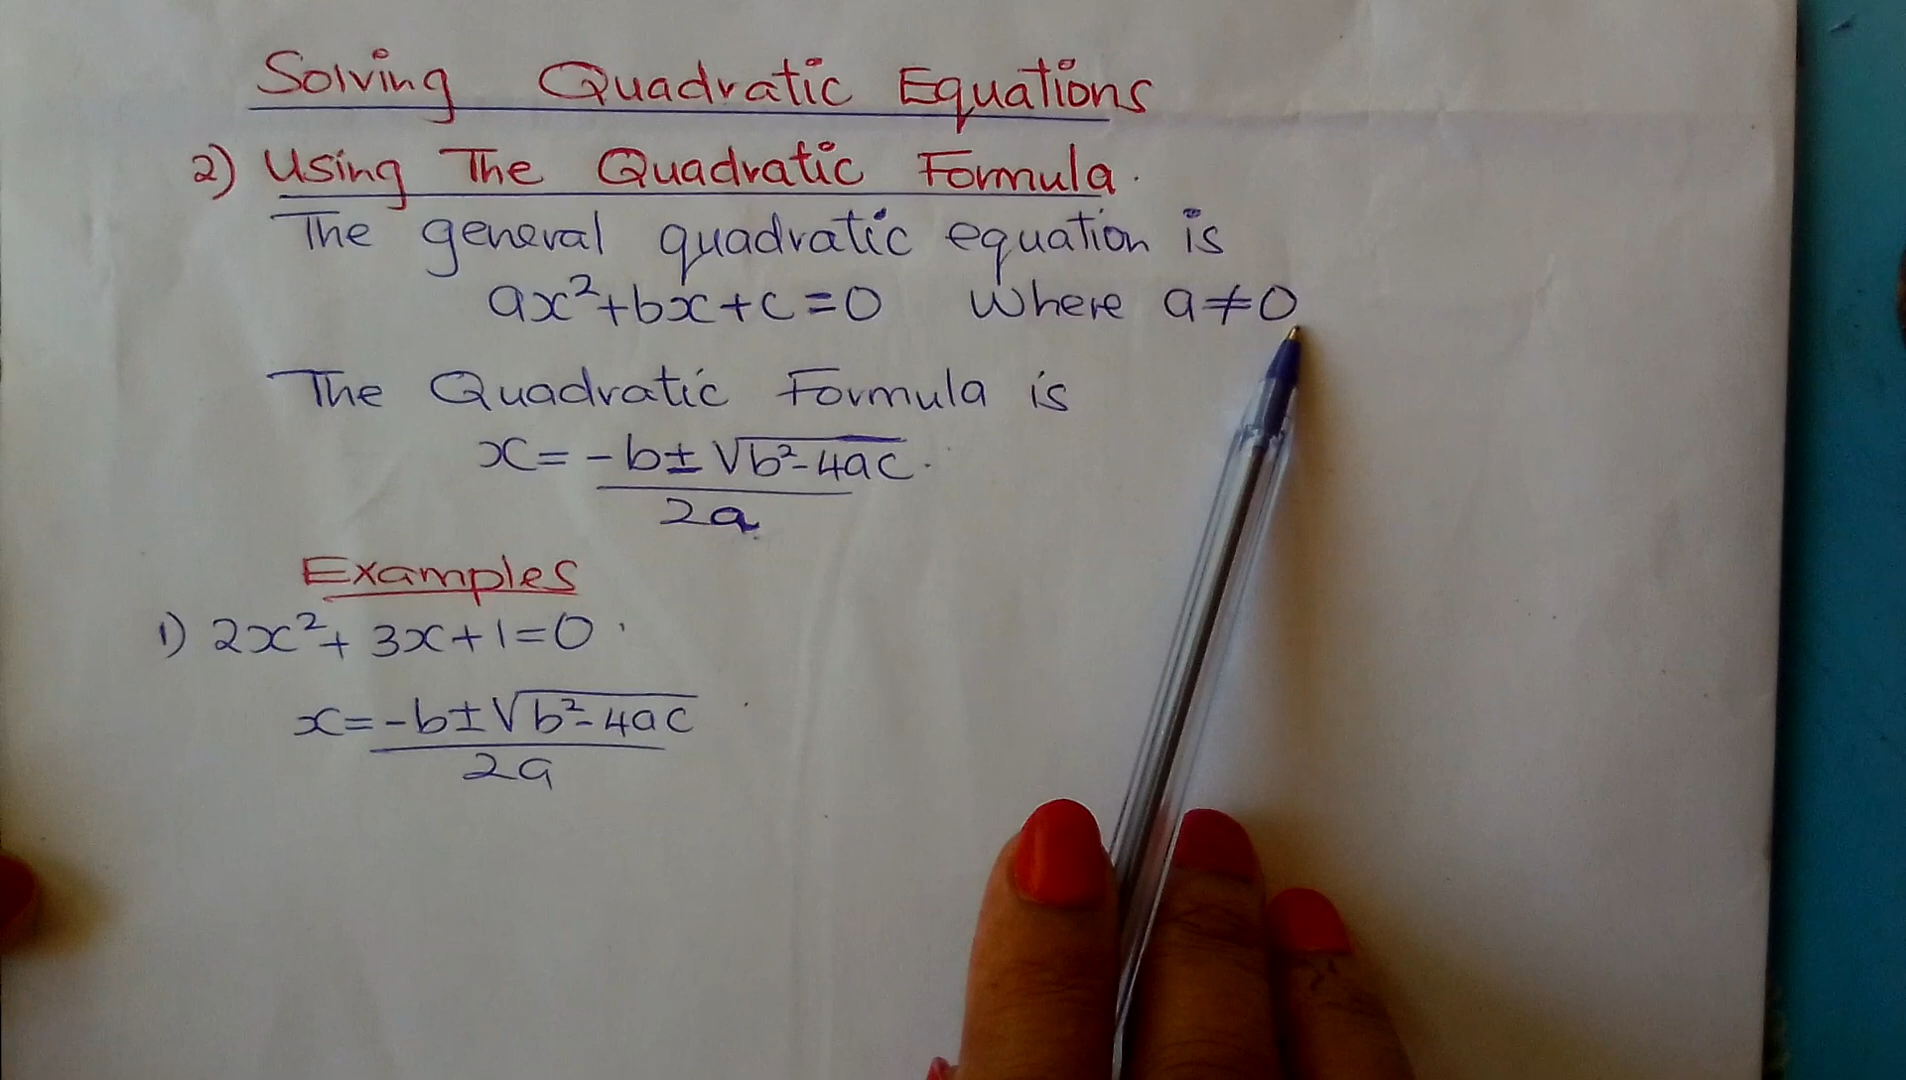 Solving Quadratic Equations
2) Using The Quadratic Formula.
The general quadratic equation is
ax²+bx+c=0 where a≠0
The Quadratic Formula is
x= -b±√b²-4ac.
2a
Examples
1) 2x²+ 3x+1=0.
x= -b±√b²-4ac
2a